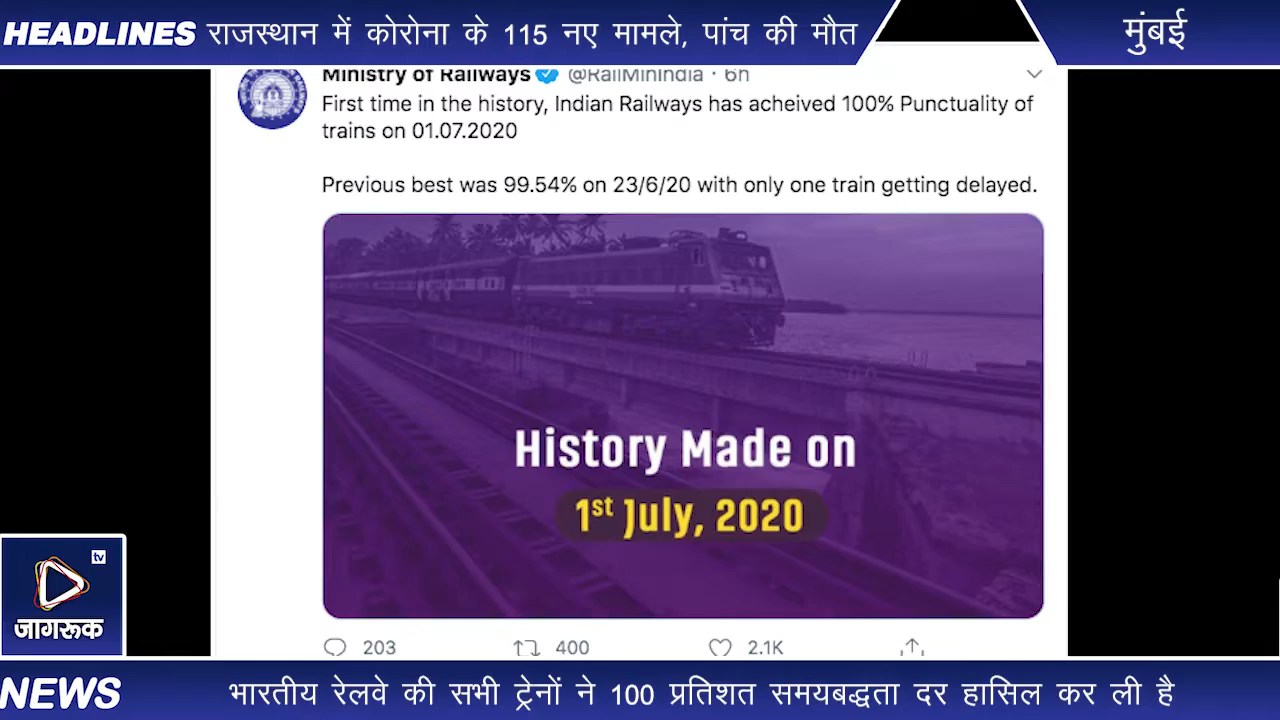 HEADLINES राजस्थान में कोरोना के 115 नए मामले, पांच की मौत
मुंबई
Ministry of Railways @RailMinIndia · 6h
First time in the history, Indian Railways has acheived 100% Punctuality of
trains on 01.07.2020
Previous best was 99.54% on 23/6/20 with only one train getting delayed.
History Made on
1st July, 2020
203 400 2.1K
tv
जागरूक
NEWS भारतीय रेलवे की सभी ट्रेनों ने 100 प्रतिशत समयबद्धता दर हासिल कर ली है